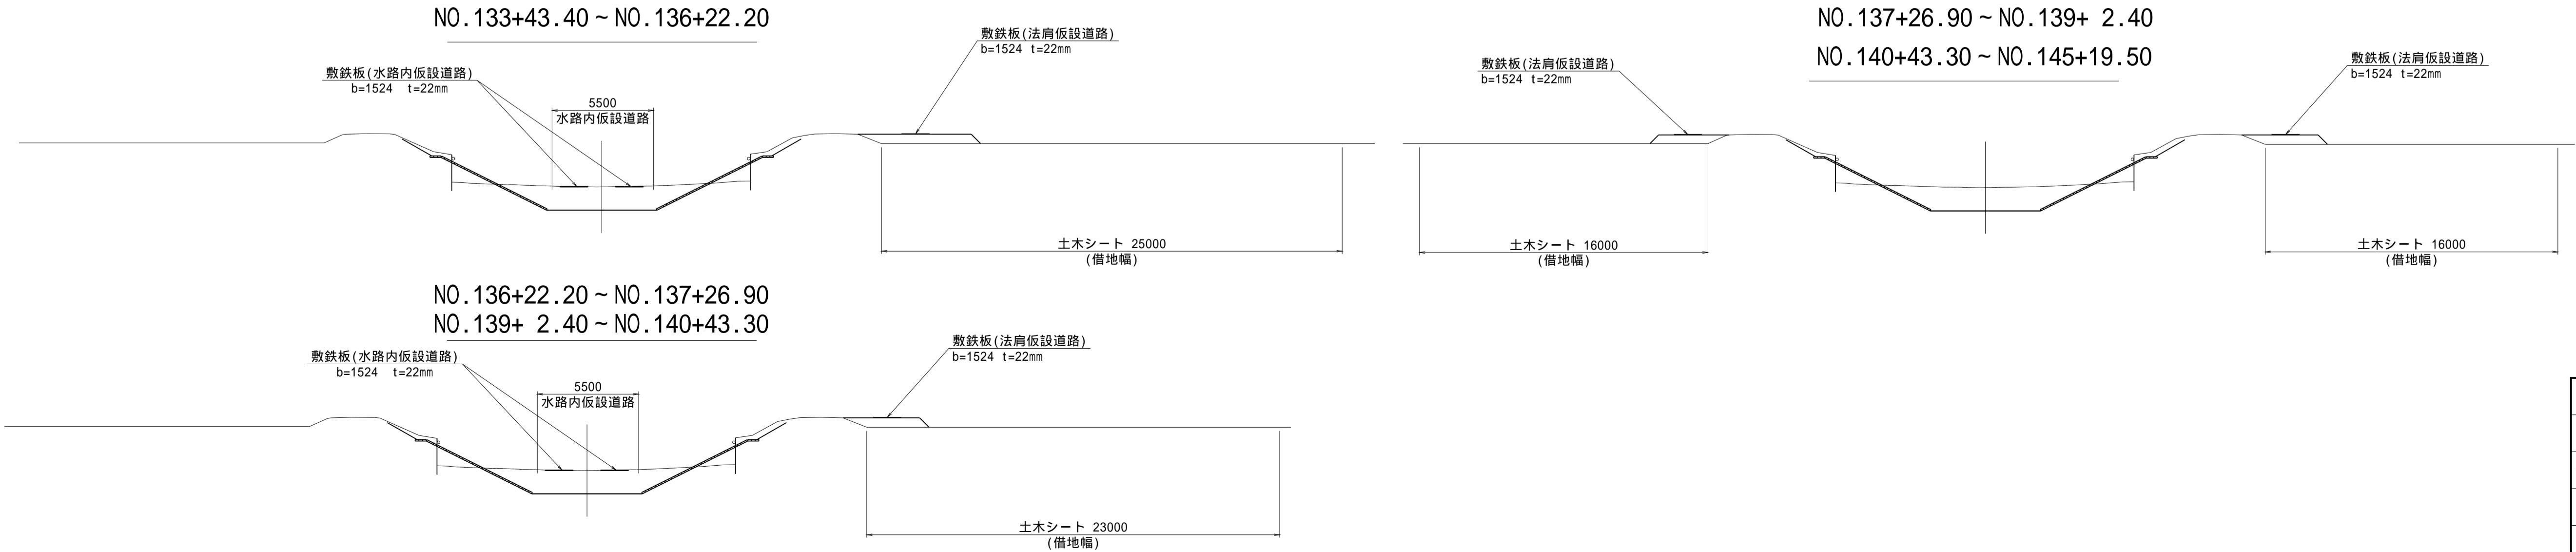 NO.133+43.40～NO.136+22.20
敷鉄板(法肩仮設道路)
b=1524 t=22㎜
敷鉄板(水路内仮設道路)
b=1524 t=22㎜
5500
水路内仮設道路
土木シート 25000
(借地幅)
NO.137+26.90～NO.139+ 2.40
NO.140+43.30～NO.145+19.50
敷鉄板(法肩仮設道路)
b=1524 t=22㎜
敷鉄板(法肩仮設道路)
b=1524 t=22㎜
土木シート 16000
(借地幅)
土木シート 16000
(借地幅)
NO.136+22.20～NO.137+26.90
NO.139+ 2.40～NO.140+43.30
敷鉄板(法肩仮設道路)
b=1524 t=22㎜
敷鉄板(水路内仮設道路)
b=1524 t=22㎜
5500
水路内仮設道路
土木シート 23000
(借地幅)